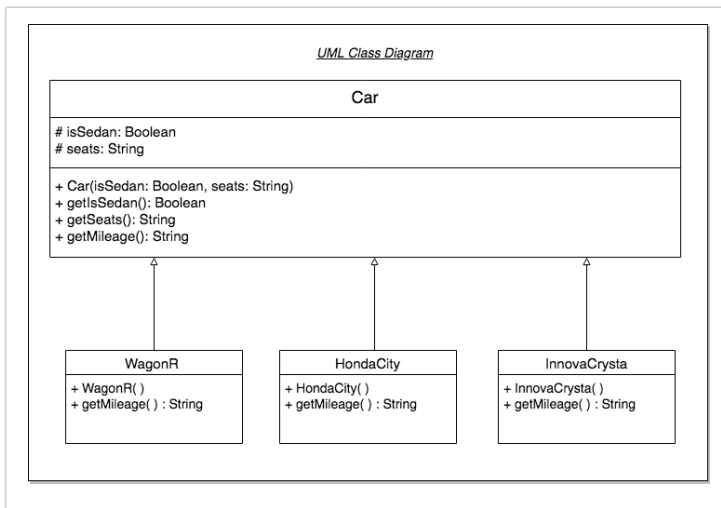 UML Class Diagram
Car
# isSedan: Boolean
# seats: String
+ Car(isSedan: Boolean, seats: String)
+ getIsSedan(): Boolean
+ getSeats(): String
+ getMileage(): String
WagonR
+ WagonR( )
+ getMileage( ) : String
HondaCity
+ HondaCity( )
+ getMileage( ) : String
InnovaCrysta
+ InnovaCrysta( )
+ getMileage( ) : String